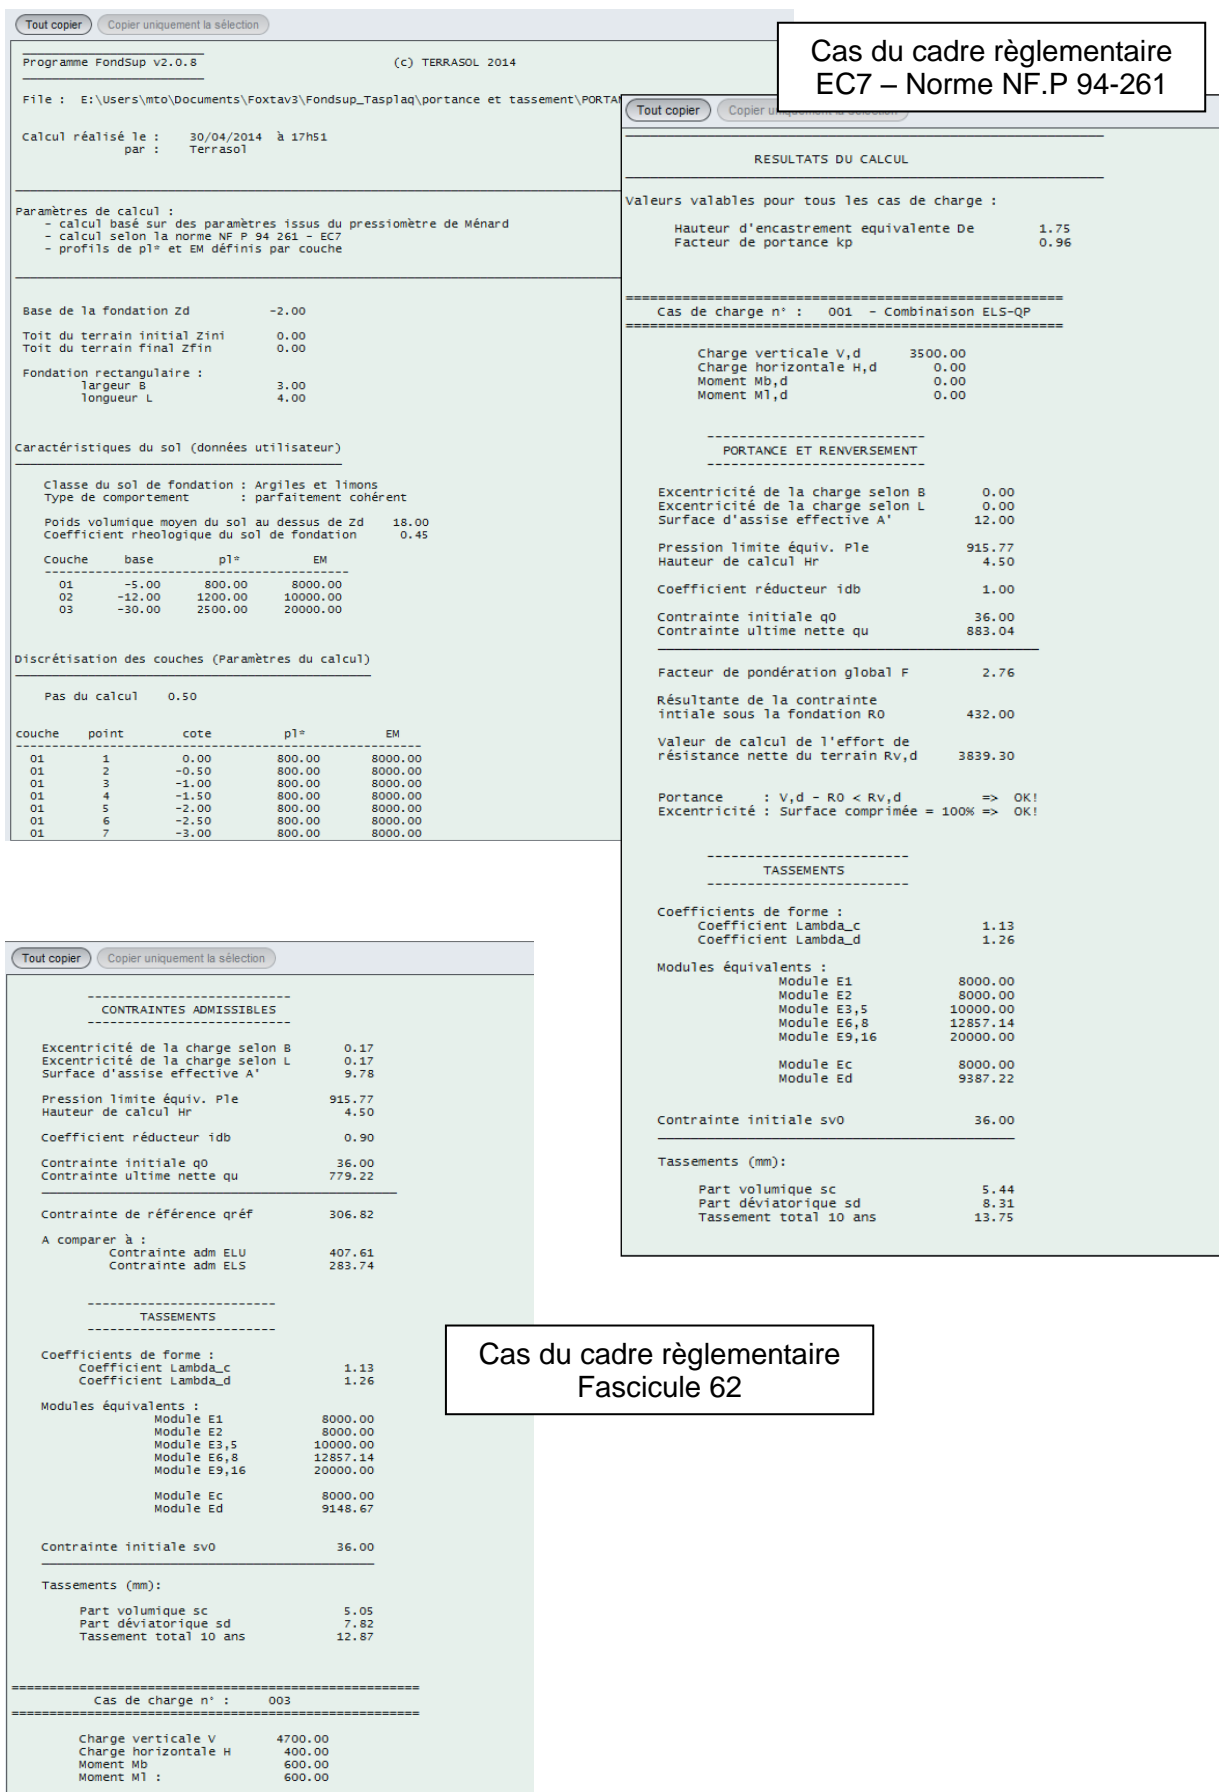 Tout copier Copier uniquement la sélection
Programme FondSup v2.0.8 (c) TERRASOL 2014
File : E:\Users\mto\Documents\Foxtav3\Fondsup_Tasplaq\portance et tassement\PORTA
Calcul réalisé le : 30/04/2014 à 17h51
par : Terrasol
Paramètres de calcul :
- calcul basé sur des paramètres issus du pressiomètre de Ménard
- calcul selon la norme NF P 94 261 - EC7
- profils de pl* et EM définis par couche
Base de la fondation Zd -2.00
Toit du terrain initial Zini 0.00
Toit du terrain final Zfin 0.00
Fondation rectangulaire :
largeur B 3.00
longueur L 4.00
Caractéristiques du sol (données utilisateur)
Classe du sol de fondation : Argiles et limons
Type de comportement : parfaitement cohérent
Poids volumique moyen du sol au dessus de Zd 18.00
Coefficient rheologique du sol de fondation 0.45
Couche base pl* EM
01 -5.00 800.00 8000.00
02 -12.00 1200.00 10000.00
03 -30.00 2500.00 20000.00
Discrétisation des couches (Paramètres du calcul)
Pas du calcul 0.50
couche point cote pl* EM
01 1 0.00 800.00 8000.00
01 2 -0.50 800.00 8000.00
01 3 -1.00 800.00 8000.00
01 4 -1.50 800.00 8000.00
01 5 -2.00 800.00 8000.00
01 6 -2.50 800.00 8000.00
01 7 -3.00 800.00 8000.00
Cas du cadre règlementaire
EC7 – Norme NF.P 94-261
Tout copier Copier uniquement la sélection
RESULTATS DU CALCUL
Valeurs valables pour tous les cas de charge :
Hauteur d'encastrement equivalente De 1.75
Facteur de portance kp 0.96
Cas de charge n° : 001 - Combinaison ELS-QP
Charge verticale V,d 3500.00
Charge horizontale H,d 0.00
Moment Mb,d 0.00
Moment Ml,d 0.00
PORTANCE ET RENVERSEMENT
Excentricité de la charge selon B 0.00
Excentricité de la charge selon L 0.00
Surface d'assise effective A' 12.00
Pression limite équiv. Ple 915.77
Hauteur de calcul Hr 4.50
Coefficient réducteur idb 1.00
Contrainte initiale q0 36.00
Contrainte ultime nette qu 883.04
Facteur de pondération global F 2.76
Résultante de la contrainte
intiale sous la fondation R0 432.00
Valeur de calcul de l'effort de
résistance nette du terrain Rv,d 3839.30
Portance : V,d - R0 < Rv,d => OK!
Excentricité : Surface comprimée = 100% => OK!
TASSEMENTS
Coefficients de forme :
Coefficient Lambda_c 1.13
Coefficient Lambda_d 1.26
Modules équivalents :
Module E1 8000.00
Module E2 8000.00
Module E3,5 10000.00
Module E6,8 12857.14
Module E9,16 20000.00
Module Ec 8000.00
Module Ed 9387.22
Contrainte initiale sv0 36.00
Tassements (mm):
Part volumique sc 5.44
Part déviatorique sd 8.31
Tassement total 10 ans 13.75
Tout copier Copier uniquement la sélection
CONTRAINTES ADMISSIBLES
Excentricité de la charge selon B 0.17
Excentricité de la charge selon L 0.17
Surface d'assise effective A' 9.78
Pression limite équiv. Ple 915.77
Hauteur de calcul Hr 4.50
Coefficient réducteur idb 0.90
Contrainte initiale q0 36.00
Contrainte ultime nette qu 779.22
Contrainte de référence qréf 306.82
A comparer à :
Contrainte adm ELU 407.61
Contrainte adm ELS 283.74
TASSEMENTS
Coefficients de forme :
Coefficient Lambda_c 1.13
Coefficient Lambda_d 1.26
Modules équivalents :
Module E1 8000.00
Module E2 8000.00
Module E3,5 10000.00
Module E6,8 12857.14
Module E9,16 20000.00
Module Ec 8000.00
Module Ed 9148.67
Contrainte initiale sv0 36.00
Tassements (mm):
Part volumique sc 5.05
Part déviatorique sd 7.82
Tassement total 10 ans 12.87
Cas de charge n° : 003
Charge verticale V 4700.00
Charge horizontale H 400.00
Moment Mb 600.00
Moment Ml : 600.00
Cas du cadre règlementaire
Fascicule 62